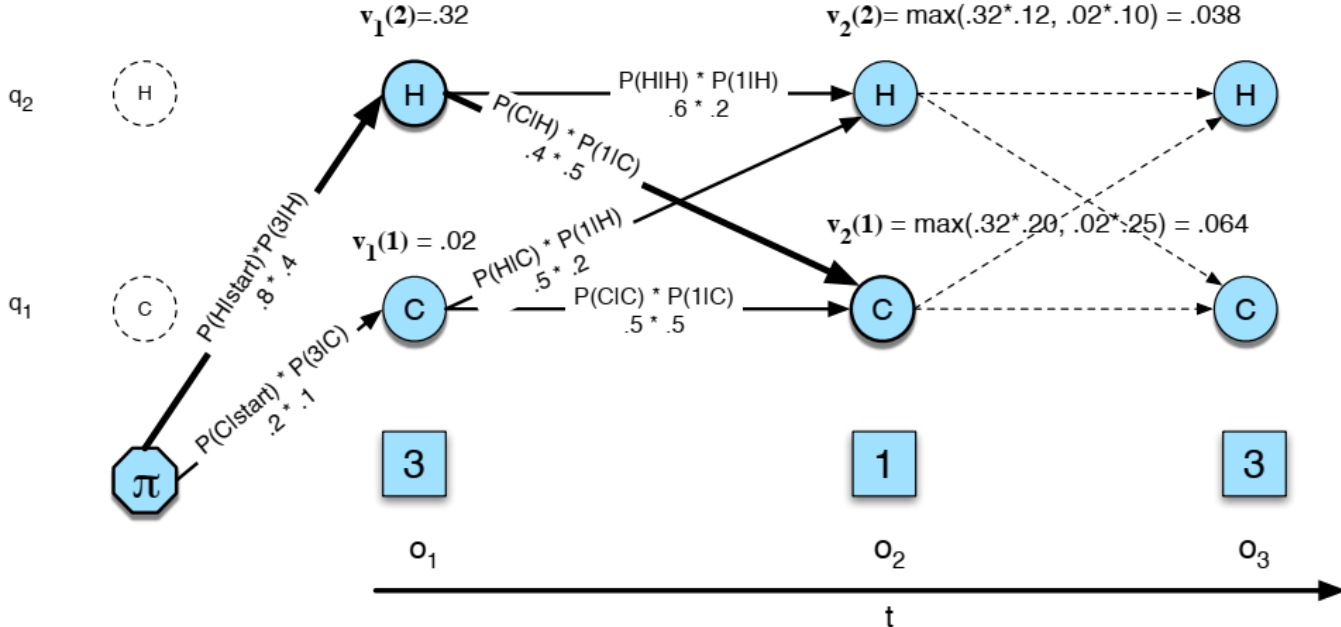 v₁(2)=.32
v₂(2)= max(.32*.12, .02*.10) = .038
q₂
H
H
P(H|H) * P(1|H)
.6 * .2
H
H
P(C|H) * P(1|C)
.4 * .5
P(H|start)*P(3|H)
.8 * .4
v₁(1) = .02
P(H|C) * P(1|H)
.5 * .2
v₂(1) = max(.32*.20, .02*.25) = .064
q₁
C
C
P(C|C) * P(1|C)
.5 * .5
C
C
P(C|start) * P(3|C)
.2 * .1
π
3
1
3
o₁
o₂
o₃
t